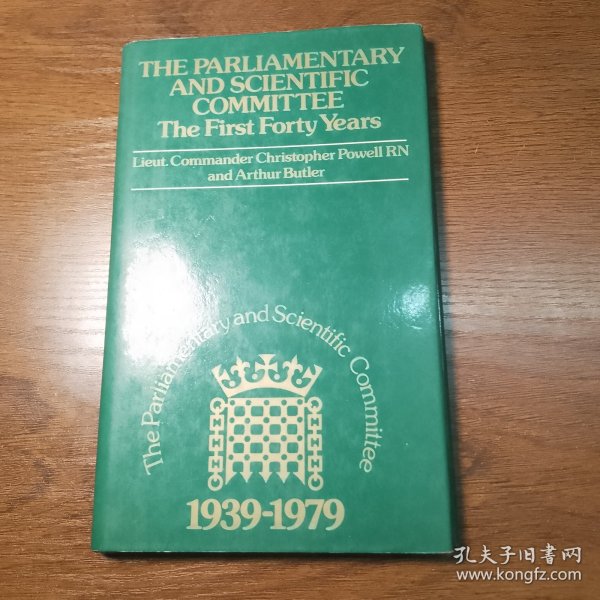 THE PARLIAMENTARY
AND SCIENTIFIC
COMMITTEE
The First Forty Years
Lieut. Commander Christopher Powell RN
and Arthur Butler
The Parliamentary and Scientific Committee
1939-1979
孔夫子旧書网
www.kongfz.com